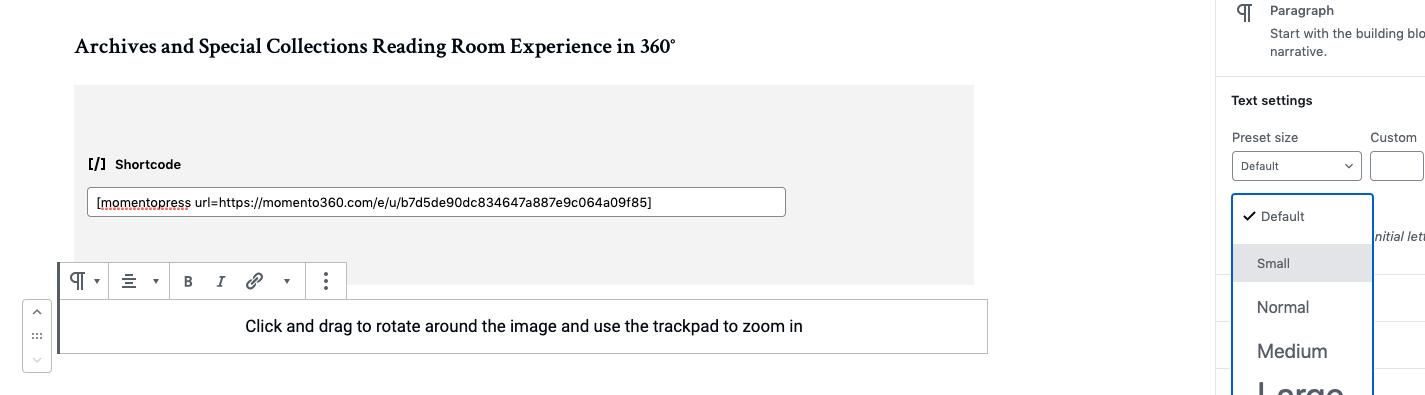 Archives and Special Collections Reading Room Experience in 360°
[/] Shortcode
[momentopress url=https://momento360.com/e/u/b7d5de90dc834647a887e9c064a09f85]
B I
Click and drag to rotate around the image and use the trackpad to zoom in
Paragraph
Start with the building blo
narrative.
Text settings
Preset size Custom
Default
Default
nitial lett
Small
Normal
Medium
Large